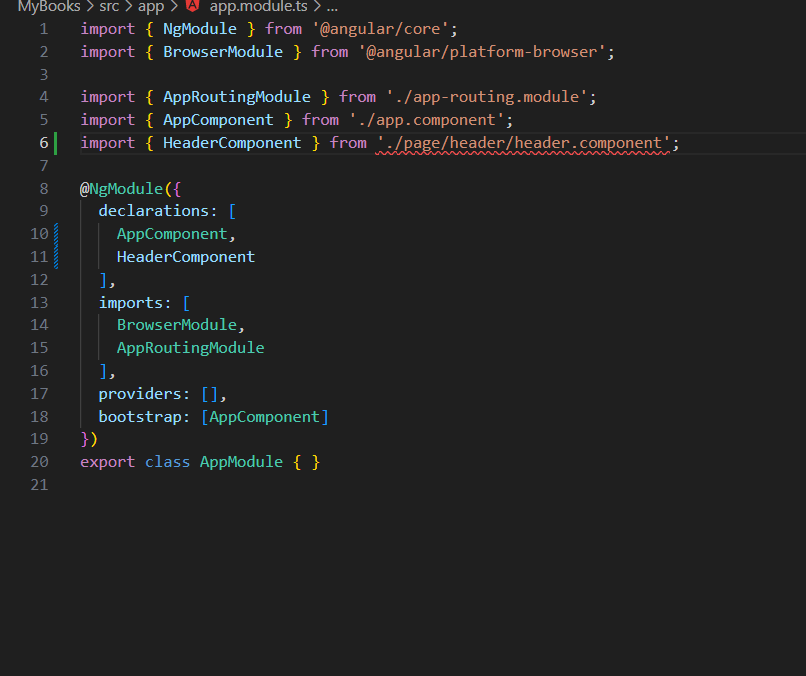 MyBooks > src > app > app.module.ts > ...
1 import { NgModule } from '@angular/core';
2 import { BrowserModule } from '@angular/platform-browser';
3
4 import { AppRoutingModule } from './app-routing.module';
5 import { AppComponent } from './app.component';
6 import { HeaderComponent } from './page/header/header.component';
7
8 @NgModule({
9   declarations: [
10     AppComponent,
11     HeaderComponent
12   ],
13   imports: [
14     BrowserModule,
15     AppRoutingModule
16   ],
17   providers: [],
18   bootstrap: [AppComponent]
19 })
20 export class AppModule { }
21